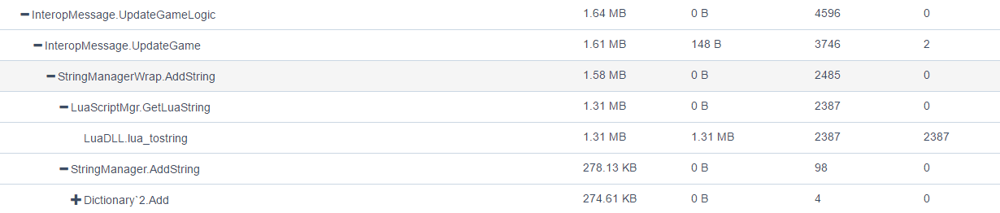 InteropMessage.UpdateGameLogic 1.64 MB 0 B 4596 0
InteropMessage.UpdateGame 1.61 MB 148 B 3746 2
StringManagerWrap.AddString 1.58 MB 0 B 2485 0
LuaScriptMgr.GetLuaString 1.31 MB 0 B 2387 0
LuaDLL.lua_tostring 1.31 MB 1.31 MB 2387 2387
StringManager.AddString 278.13 KB 0 B 98 0
Dictionary`2.Add 274.61 KB 0 B 4 0